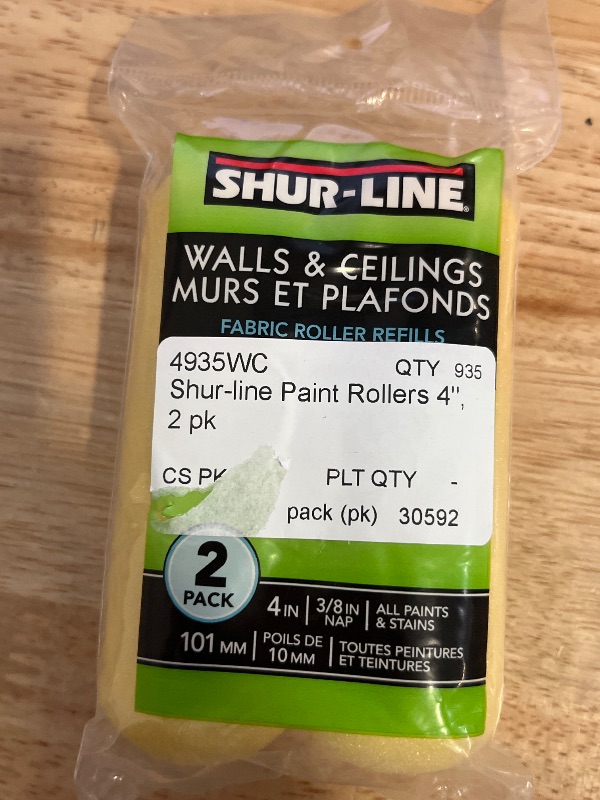 SHUR-LINE®
WALLS & CEILINGS
MURS ET PLAFONDS
FABRIC ROLLER REFILLS
4935WC QTY 935
Shur-line Paint Rollers 4",
2 pk
CS PK PLT QTY -
pack (pk) 30592
2
PACK
4 IN | 3/8 IN NAP | ALL PAINTS & STAINS
101 MM | POILS DE 10 MM | TOUTES PEINTURES ET TEINTURES